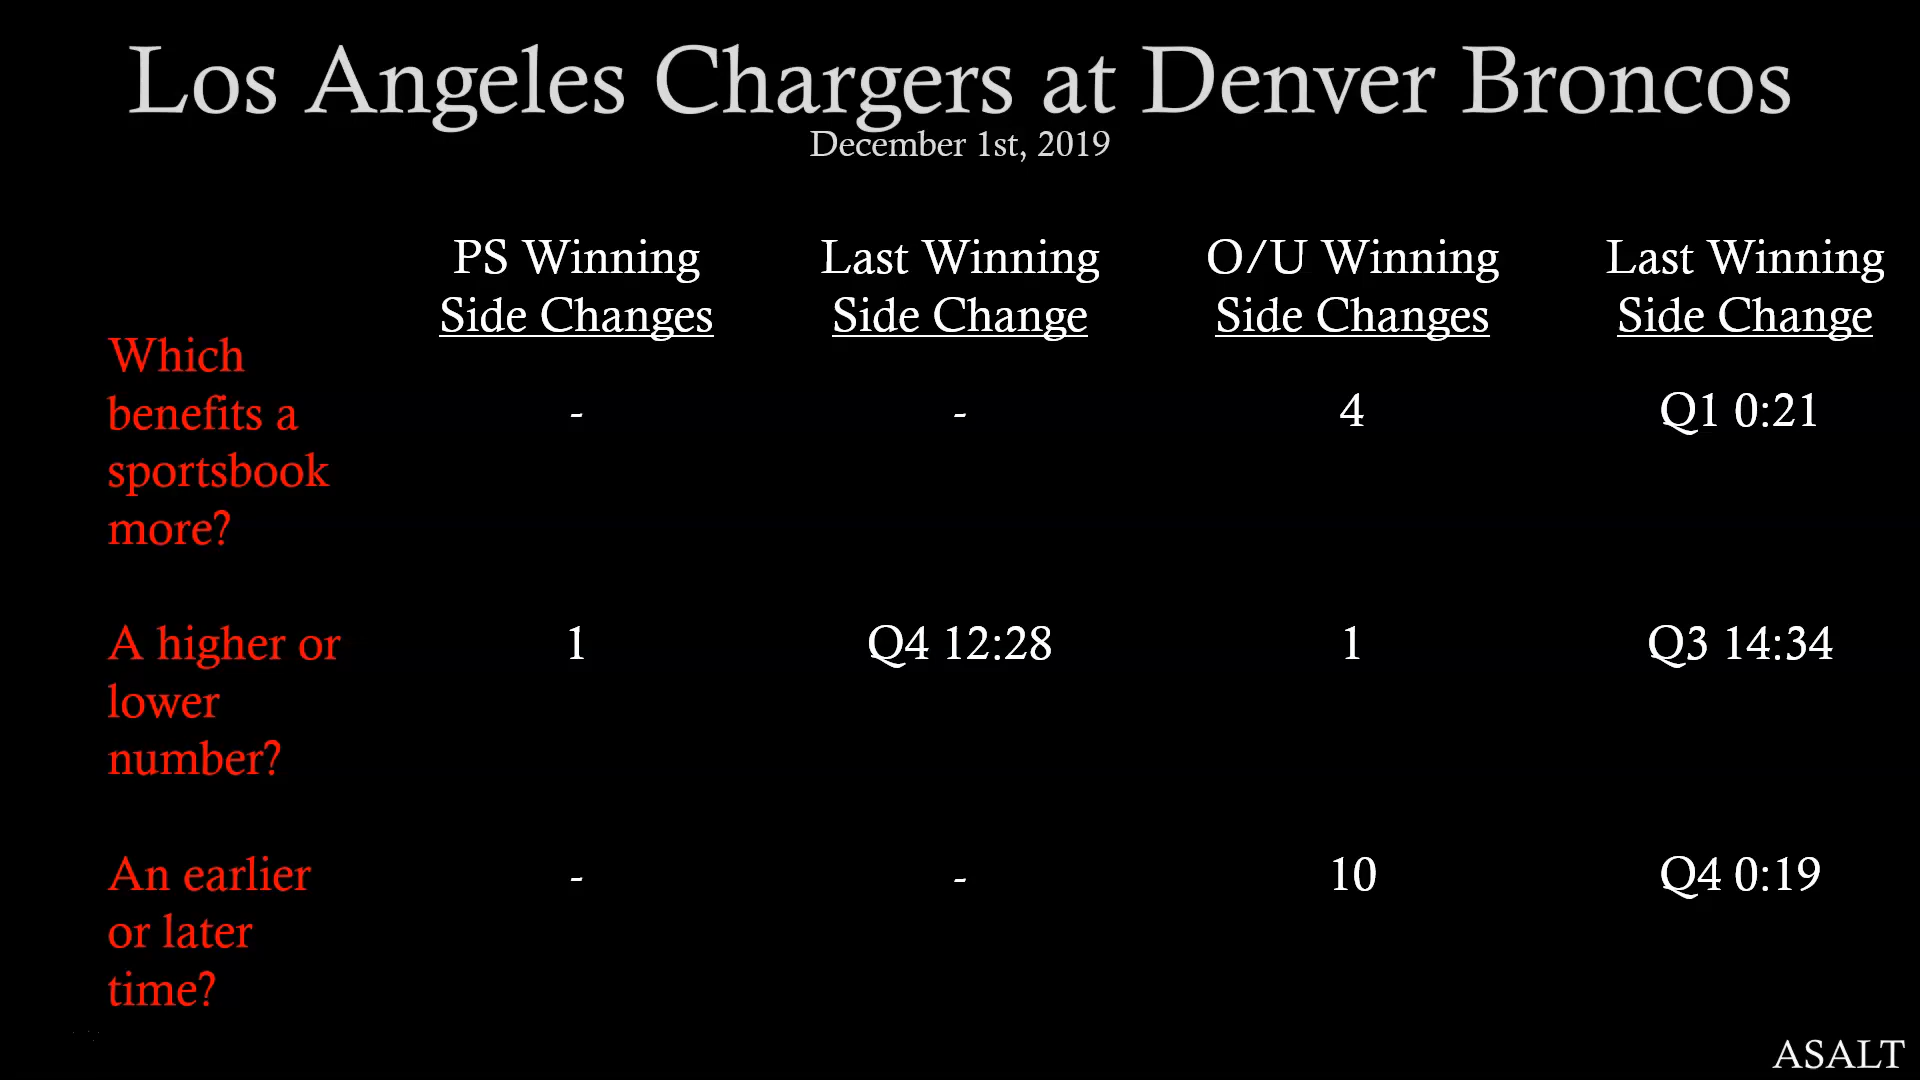 Los Angeles Chargers at Denver Broncos
December 1st, 2019
PS Winning Side Changes
Last Winning Side Change
O/U Winning Side Changes
Last Winning Side Change
Which
benefits a
sportsbook
more?
- - 4 Q1 0:21
A higher or
lower
number?
1 Q4 12:28 1 Q3 14:34
An earlier
or later
time?
- - 10 Q4 0:19
ASALT